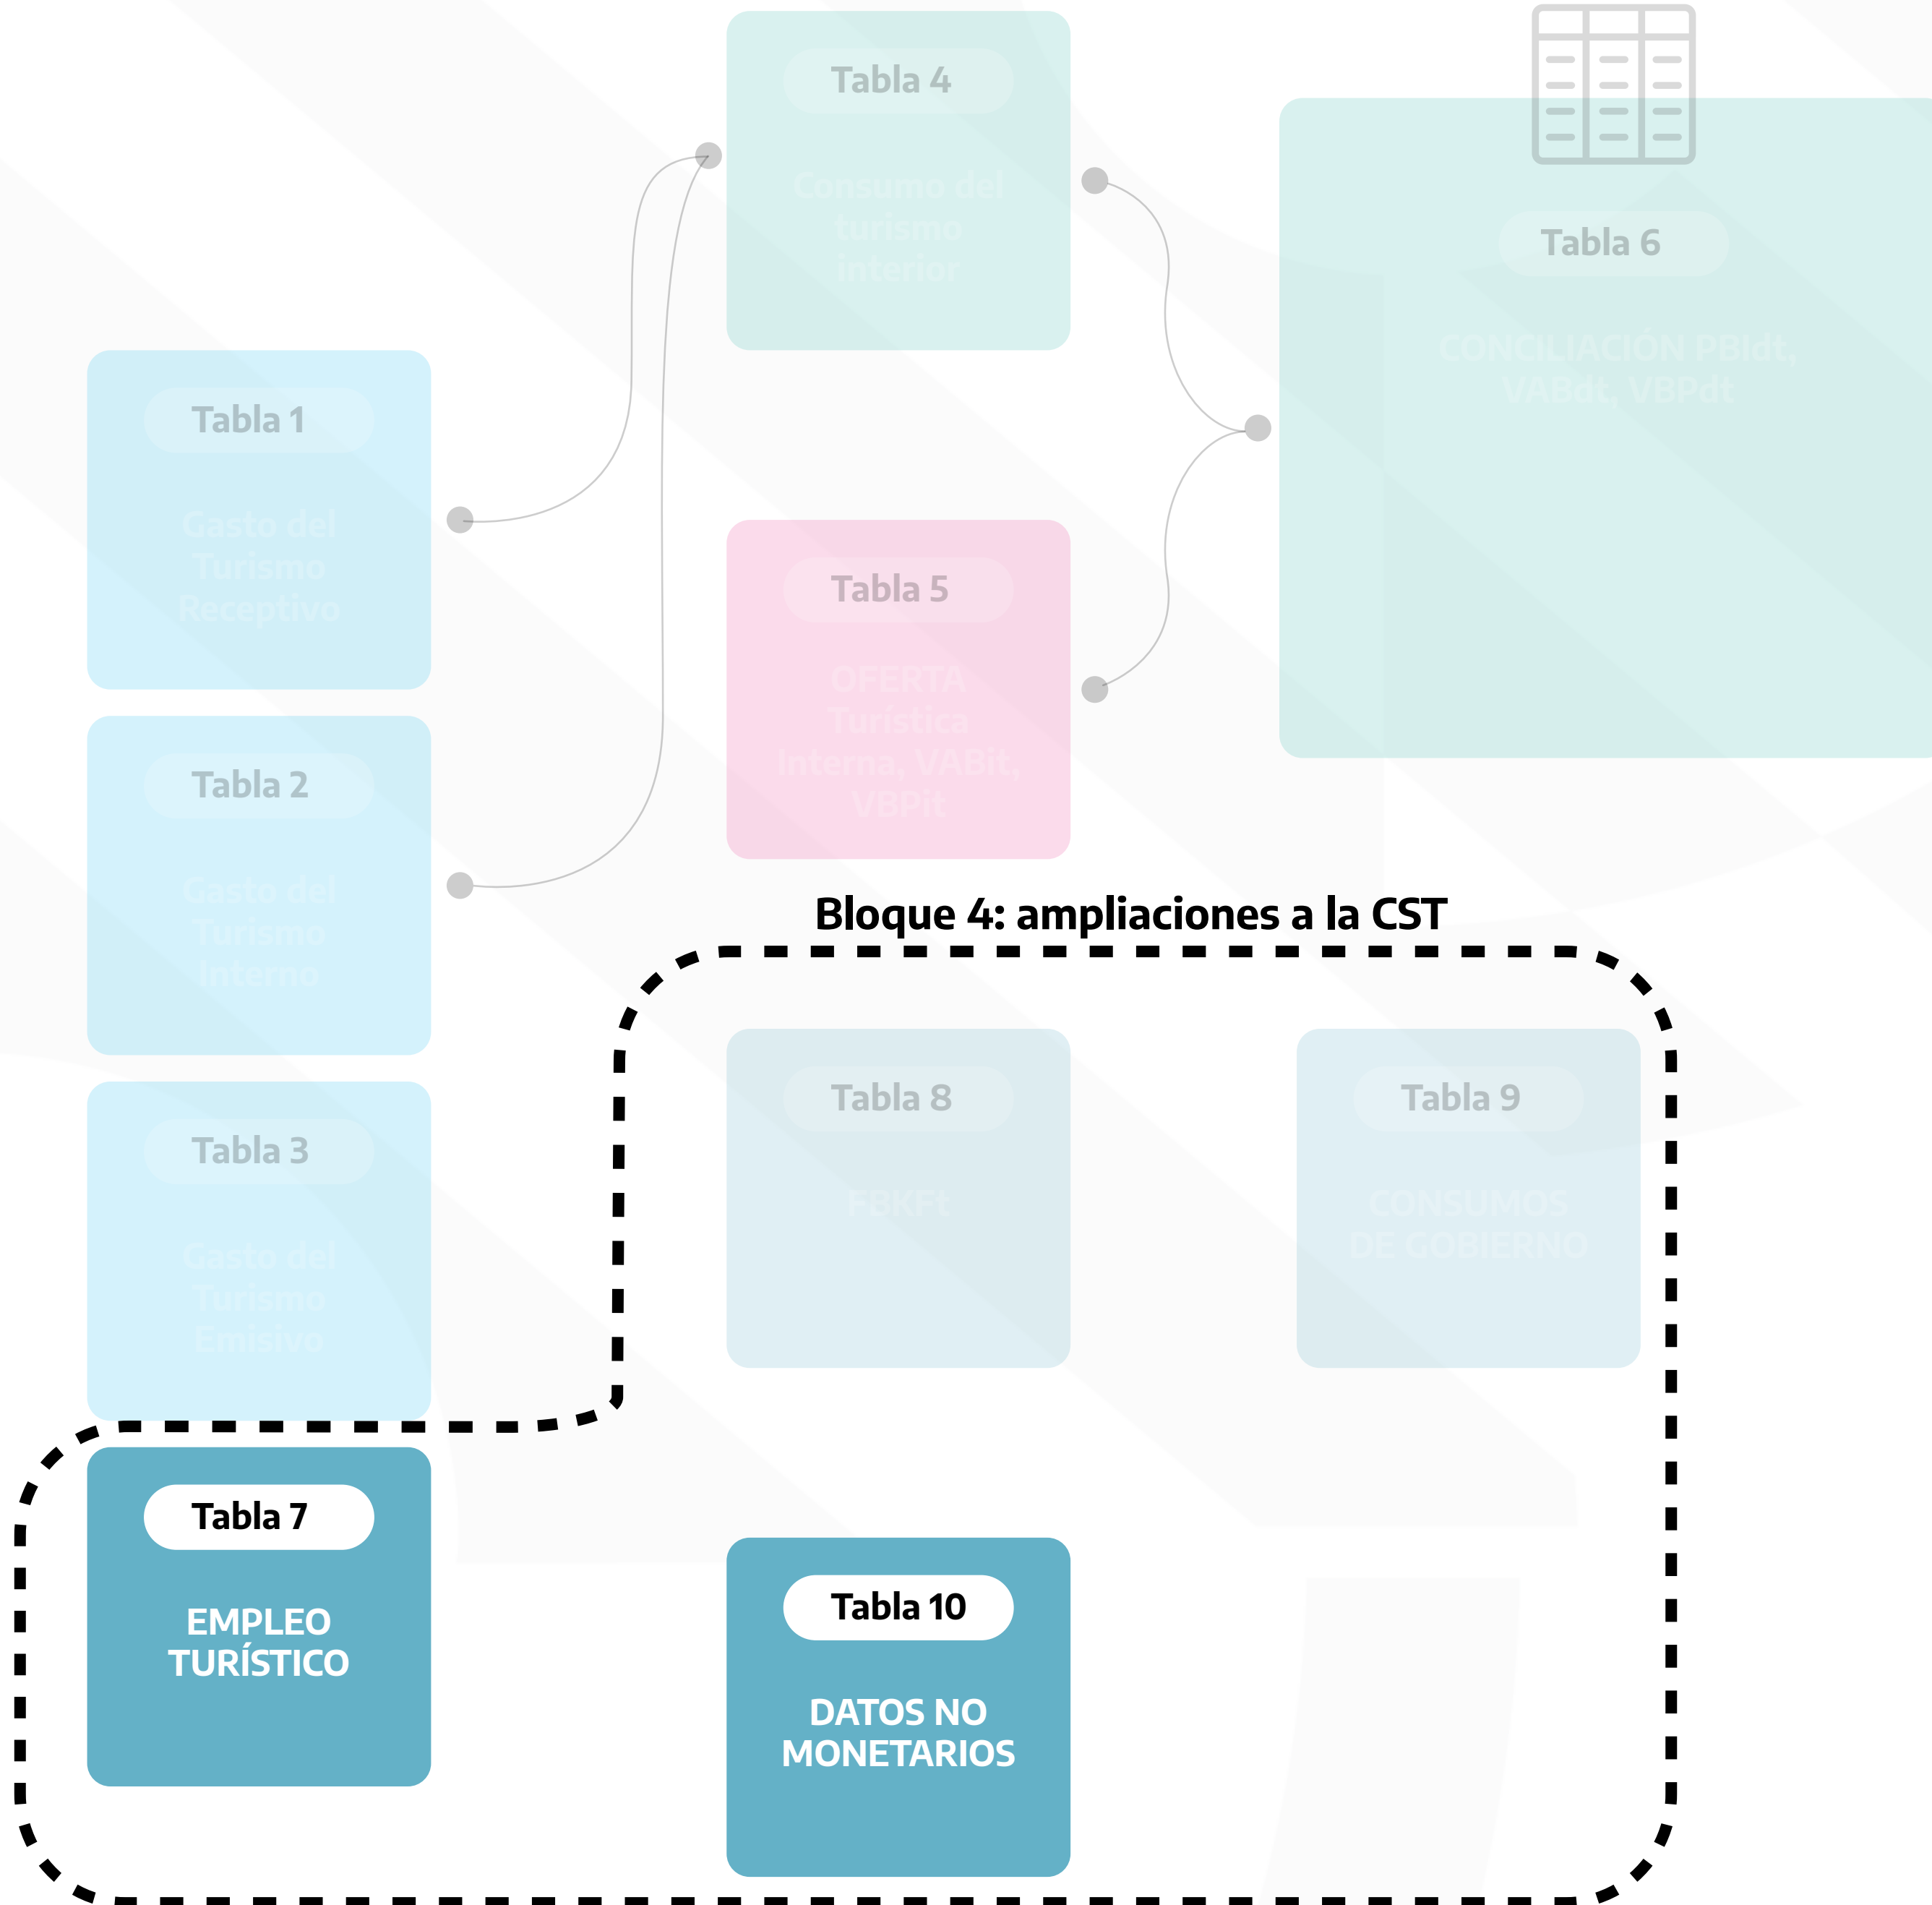 Tabla 4
Consumo del
turismo
interior
Tabla 6
CONCILIACIÓN PBIdt,
VABdt, VBPdt
Tabla 1
Gasto del
Turismo
Receptivo
Tabla 5
OFERTA
Turística
Interna, VABit,
VBPit
Tabla 2
Gasto del
Turismo
Interno
Bloque 4: ampliaciones a la CST
Tabla 3
Gasto del
Turismo
Emisivo
Tabla 8
FBKFt
Tabla 9
CONSUMOS
DE GOBIERNO
Tabla 7
EMPLEO
TURÍSTICO
Tabla 10
DATOS NO
MONETARIOS